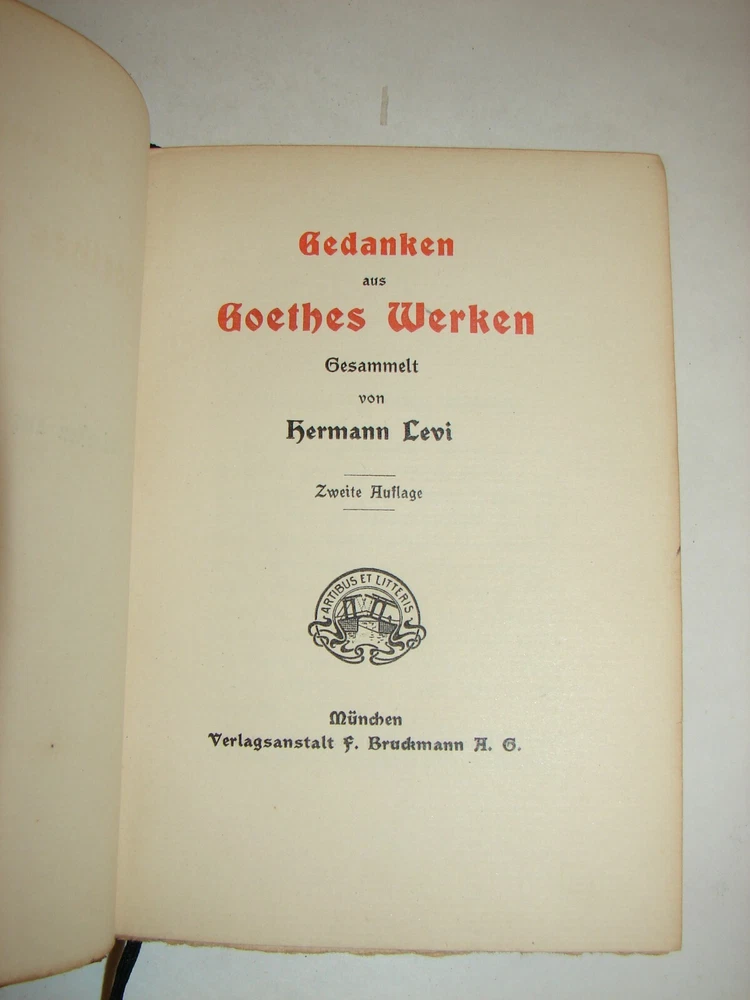 Gedanken
aus
Goethes Werken
Gesammelt
von
Hermann Levi
Zweite Auflage
ARTIBUS ET LITTERIS
München
Verlagsanstalt F. Bruckmann A. G.